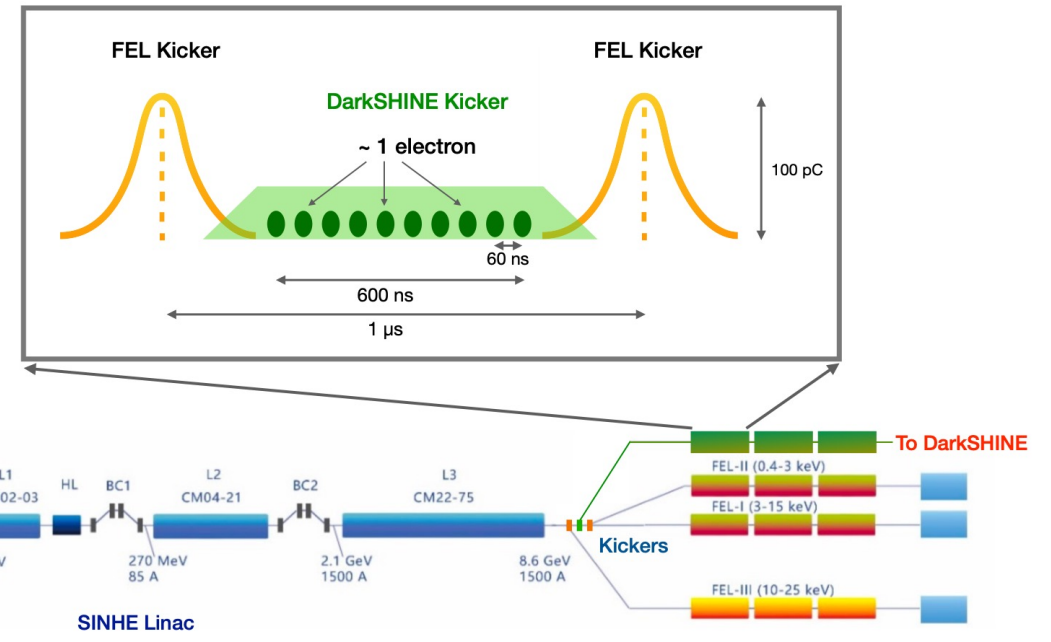 FEL Kicker
FEL Kicker
DarkSHINE Kicker
~ 1 electron
100 pC
60 ns
600 ns
1 µs
To DarkSHINE
L1
02-03
HL
BC1
L2
CM04-21
BC2
L3
CM22-75
FEL-II (0.4-3 keV)
FEL-I (3-15 keV)
Kickers
V
270 MeV
85 A
2.1 GeV
1500 A
8.6 GeV
1500 A
FEL-III (10-25 keV)
SINHE Linac